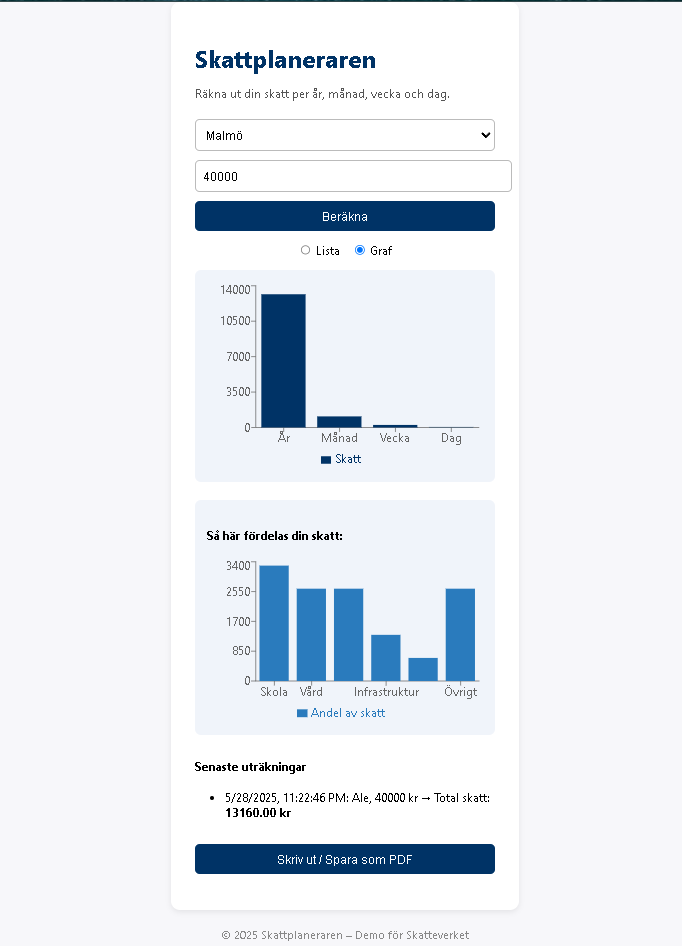 Skattplaneraren
Räkna ut din skatt per år, månad, vecka och dag.
Malmö
40000
Beräkna
Lista Graf
14000
10500
7000
3500
0
År Månad Vecka Dag
Skatt
Så här fördelas din skatt:
3400
2550
1700
850
0
Skola Vård Infrastruktur Övrigt
Andel av skatt
Senaste uträkningar
5/28/2025, 11:22:46 PM: Ale, 40000 kr → Total skatt:
13160.00 kr
Skriv ut / Spara som PDF
© 2025 Skattplaneraren – Demo för Skatteverket